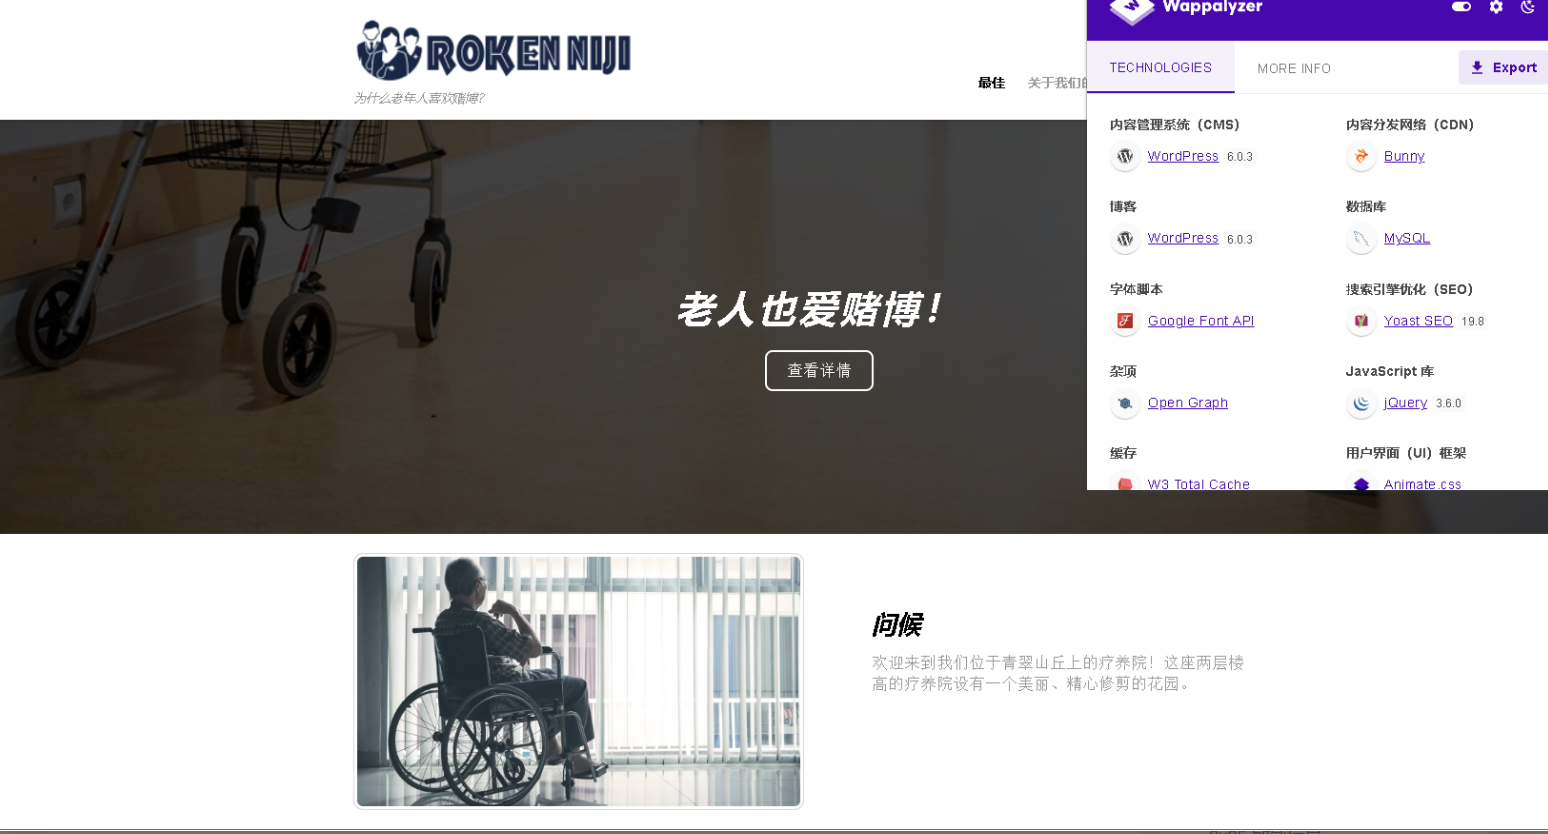 Wappalyzer
ROKEN NIJI
为什么老年人喜欢赌博?
最佳
关于我们的
TECHNOLOGIES
MORE INFO
Export
内容管理系统（CMS）
WordPress 6.0.3
内容分发网络（CDN）
Bunny
博客
WordPress 6.0.3
数据库
MySQL
字体脚本
Google Font API
搜索引擎优化（SEO）
Yoast SEO 19.8
杂项
Open Graph
JavaScript 库
jQuery 3.6.0
缓存
W3 Total Cache
用户界面（UI）框架
Animate.css
老人也爱赌博！
查看详情
问候
欢迎来到我们位于青翠山丘上的疗养院！这座两层楼
高的疗养院设有一个美丽、精心修剪的花园。